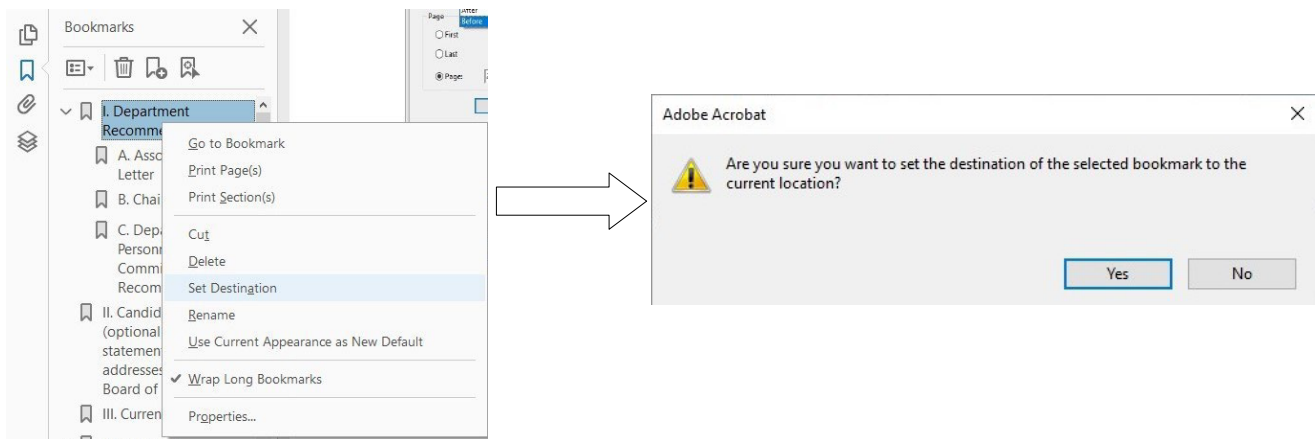 Bookmarks
I. Department
Recomme
A. Asso
Letter
B. Chai
C. Depa
Personn
Commi
Recom
II. Candid
(optional
statemen
addresses
Board of
III. Curren
Go to Bookmark
Print Page(s)
Print Section(s)
Cut
Delete
Set Destination
Rename
Use Current Appearance as New Default
Wrap Long Bookmarks
Properties...
Page
After
Before
First
Last
Page:
Adobe Acrobat
Are you sure you want to set the destination of the selected bookmark to the
current location?
Yes
No